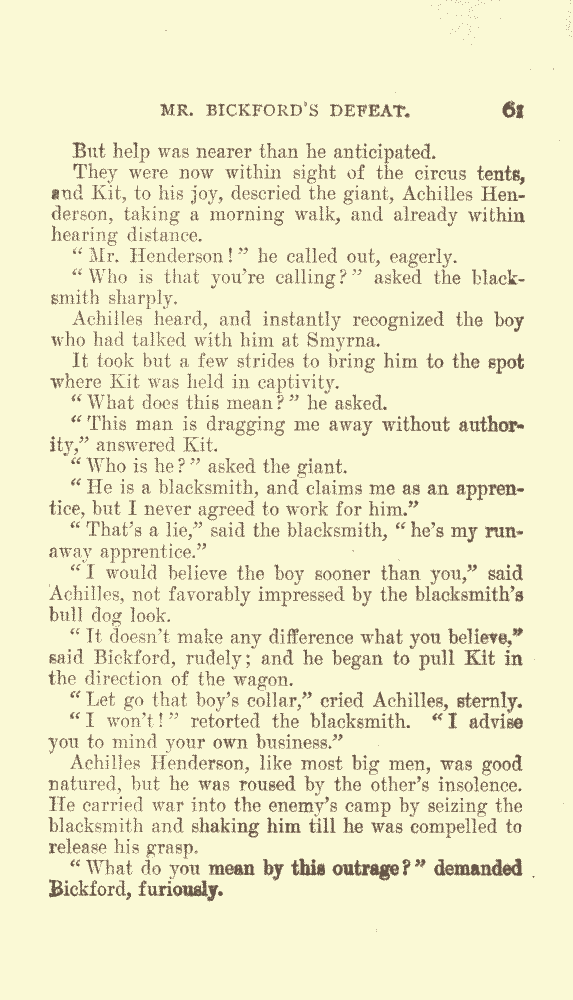 MR. BICKFORD'S DEFEAT. 61
But help was nearer than he anticipated.
They were now within sight of the circus tents,
and Kit, to his joy, descried the giant, Achilles Hen-
derson, taking a morning walk, and already within
hearing distance.
“Mr. Henderson!” he called out, eagerly.
“Who is that you're calling?” asked the black-
smith sharply.
Achilles heard, and instantly recognized the boy
who had talked with him at Smyrna.
It took but a few strides to bring him to the spot
where Kit was held in captivity.
“What does this mean?” he asked.
“This man is dragging me away without author-
ity,” answered Kit.
“Who is he?” asked the giant.
“He is a blacksmith, and claims me as an appren-
tice, but I never agreed to work for him.”
“That's a lie,” said the blacksmith, “he's my run-
away apprentice.”
“I would believe the boy sooner than you,” said
Achilles, not favorably impressed by the blacksmith's
bull dog look.
“It doesn't make any difference what you believe,”
said Bickford, rudely; and he began to pull Kit in
the direction of the wagon.
“Let go that boy's collar,” cried Achilles, sternly.
“I won't!” retorted the blacksmith. “I advise
you to mind your own business.”
Achilles Henderson, like most big men, was good
natured, but he was roused by the other's insolence.
He carried war into the enemy's camp by seizing the
blacksmith and shaking him till he was compelled to
release his grasp.
“What do you mean by this outrage?” demanded
Bickford, furiously.